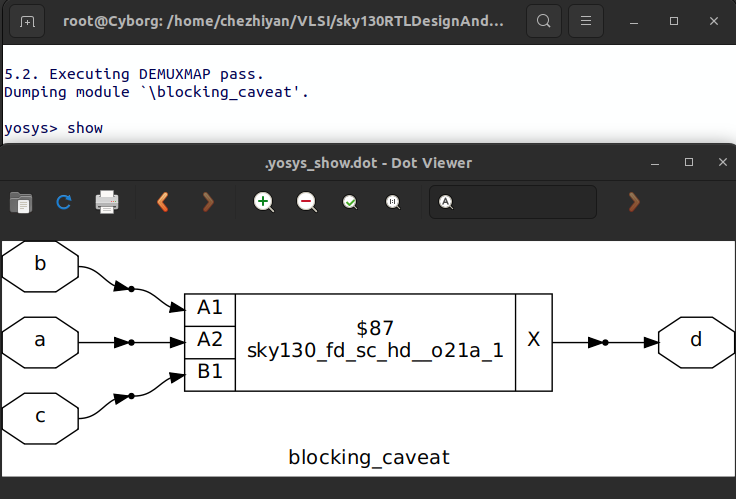 root@Cyborg: /home/chezhiyan/VLSI/sky130RTLDesignAnd...
5.2. Executing DEMUXMAP pass.
Dumping module `\blocking_caveat'.
yosys> show
.yosys_show.dot - Dot Viewer
b
A1
a
A2
$87
sky130_fd_sc_hd__o21a_1
X
d
B1
c
blocking_caveat